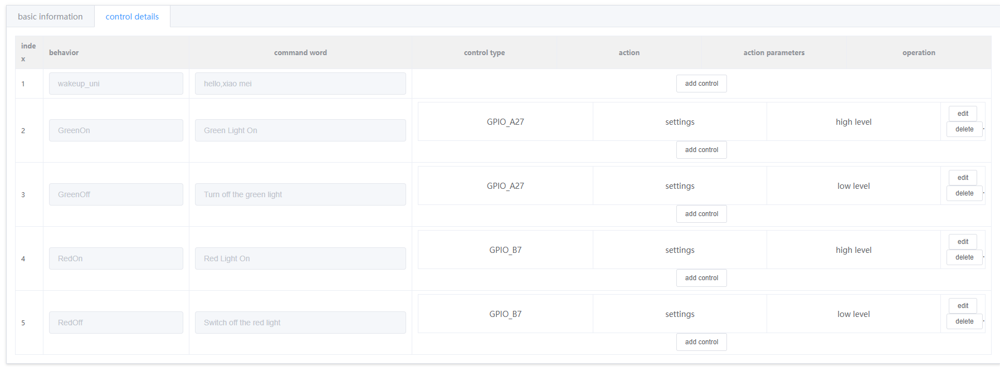 basic information control details
inde
x
behavior command word control type action action parameters operation
1 wakeup_uni hello,xiao mei add control
2 GreenOn Green Light On GPIO_A27 settings high level edit
delete .
add control
3 GreenOff Turn off the green light GPIO_A27 settings low level edit
delete .
add control
4 RedOn Red Light On GPIO_B7 settings high level edit
delete .
add control
5 RedOff Switch off the red light GPIO_B7 settings low level edit
delete .
add control